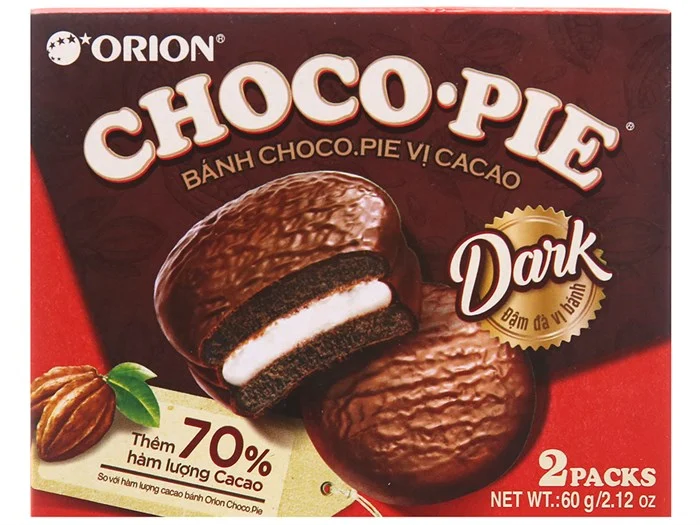 ORION®
CHOCO•PIE®
BÁNH CHOCO.PIE VỊ CACAO
Dark
Đậm đà vị bánh
Thêm 70%
hàm lượng Cacao
So với hàm lượng cacao bánh Orion Choco.Pie
2 PACKS
NET WT.:60 g/2.12 oz